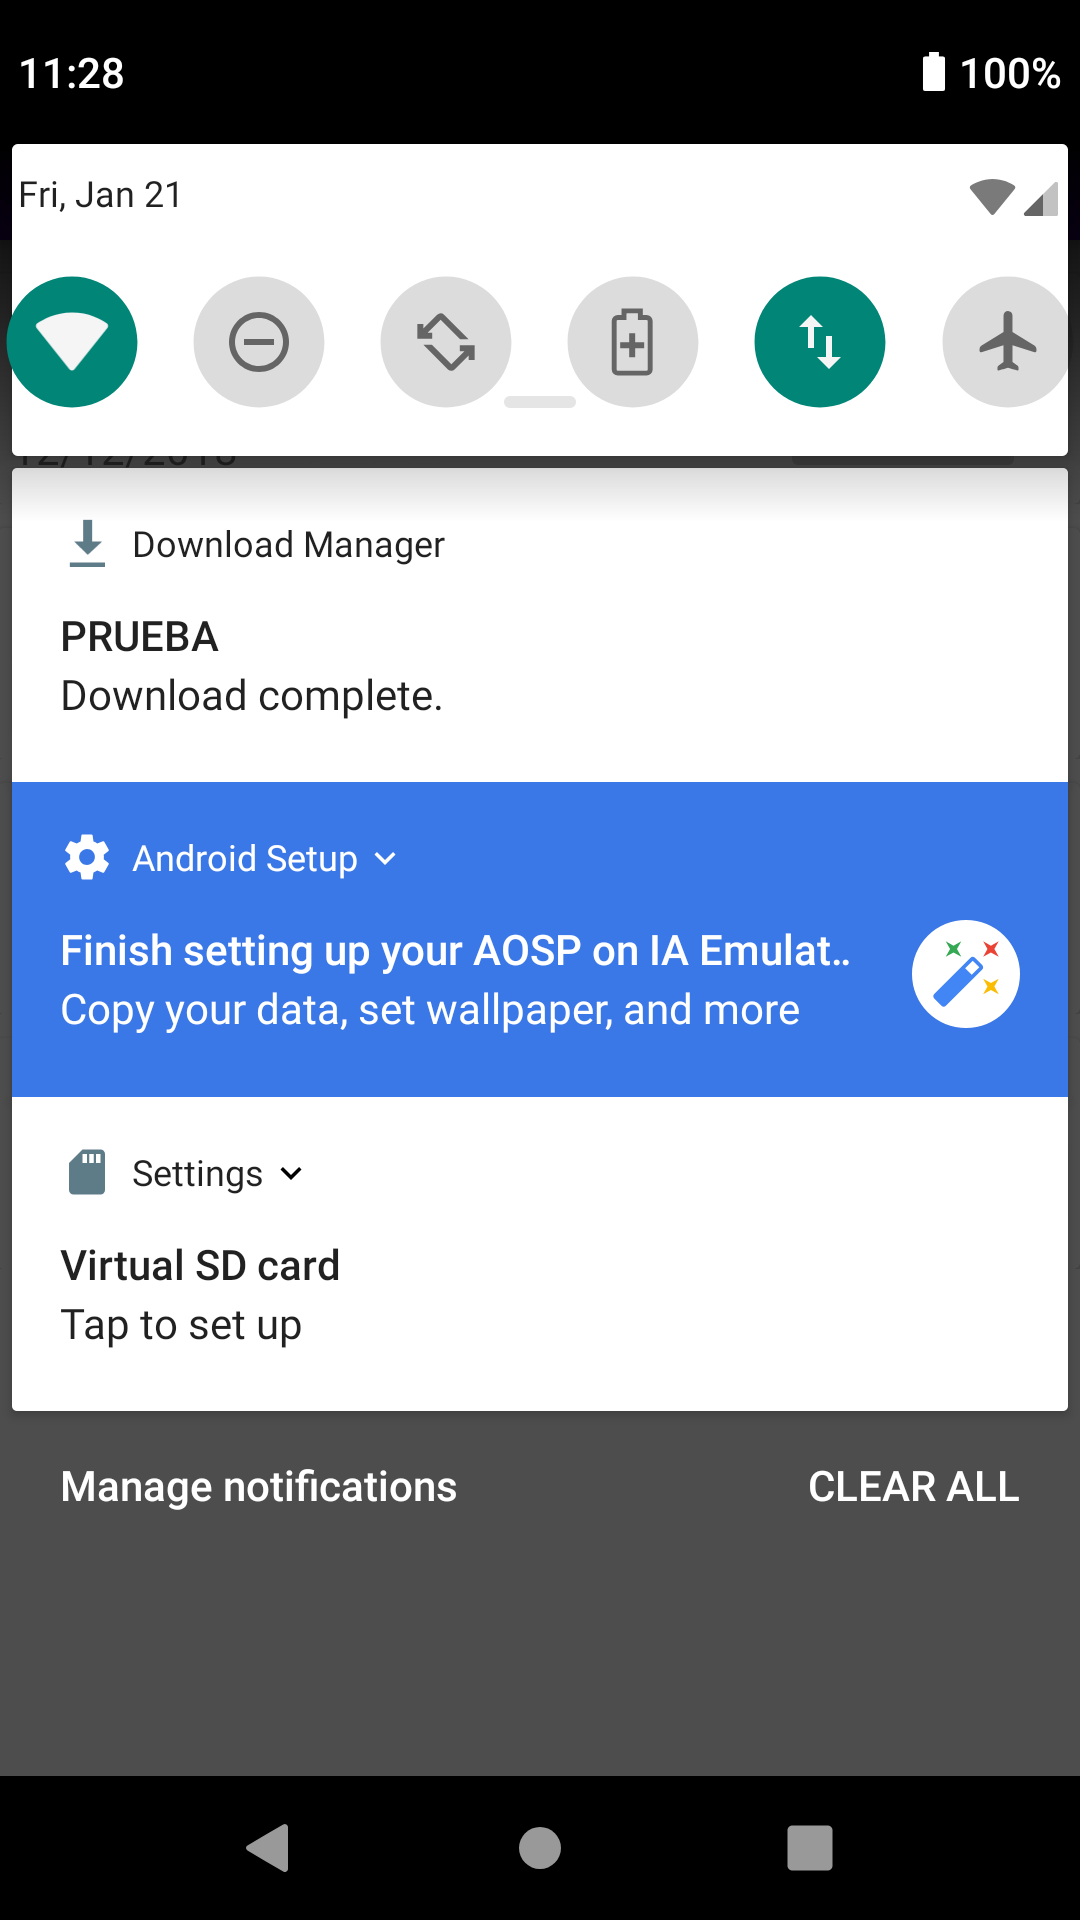 11:28 100%
Fri, Jan 21
Download Manager
PRUEBA
Download complete.
Android Setup
Finish setting up your AOSP on IA Emulat..
Copy your data, set wallpaper, and more
Settings
Virtual SD card
Tap to set up
Manage notifications CLEAR ALL